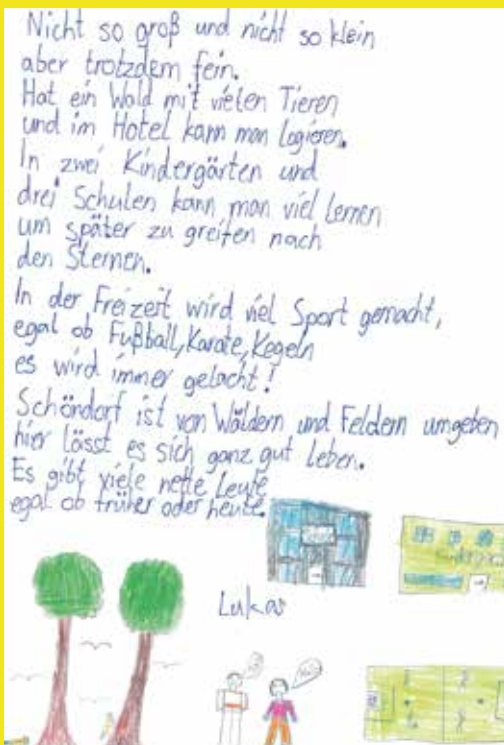 Nicht so groß und nicht so klein
aber trotzdem fein.
Hat ein Wald mit vielen Tieren
und im Hotel kann man logieren.
In zwei Kindergärten und
drei Schulen kann man viel lernen
um später zu greifen nach
den Sternen.
In der Freizeit wird viel Sport gemacht,
egal ob Fußball, Karate, Kegeln
es wird immer gelacht!
Schöndorf ist von Wäldern und Feldern umgeben
hier lässt es sich ganz gut leben.
Es gibt viele nette Leute
egal ob früher oder heute.
Lukas